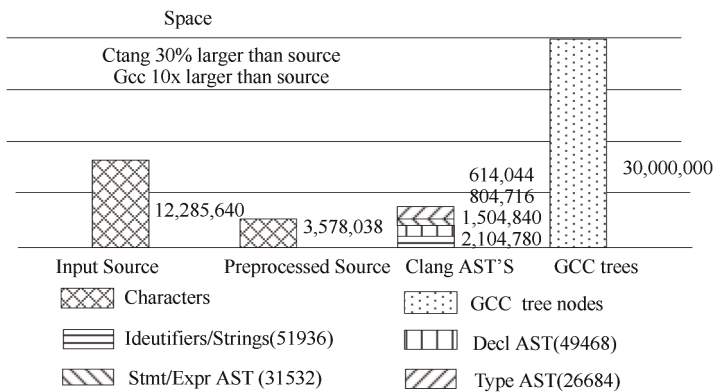 Space
Ctang 30% larger than source
Gcc 10x larger than source
614,044
30,000,000
804,716
12,285,640
1,504,840
3,578,038
2,104,780
Input Source
Preprocessed Source
Clang AST'S
GCC trees
Characters
GCC tree nodes
Identifiers/Strings(51936)
Decl AST(49468)
Stmt/Expr AST (31532)
Type AST(26684)